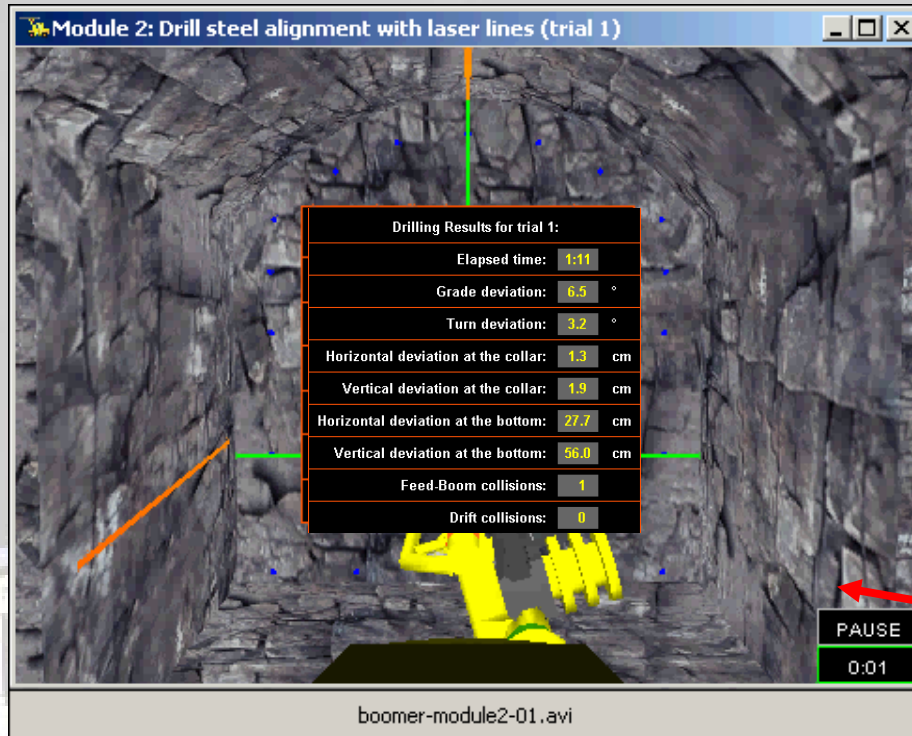 Module 2: Drill steel alignment with laser lines (trial 1)
Drilling Results for trial 1:
Elapsed time: 1:11
Grade deviation: 6.5 °
Turn deviation: 3.2 °
Horizontal deviation at the collar: 1.3 cm
Vertical deviation at the collar: 1.9 cm
Horizontal deviation at the bottom: 27.7 cm
Vertical deviation at the bottom: 56.0 cm
Feed-Boom collisions: 1
Drift collisions: 0
PAUSE
0:01
boomer-module2-01.avi